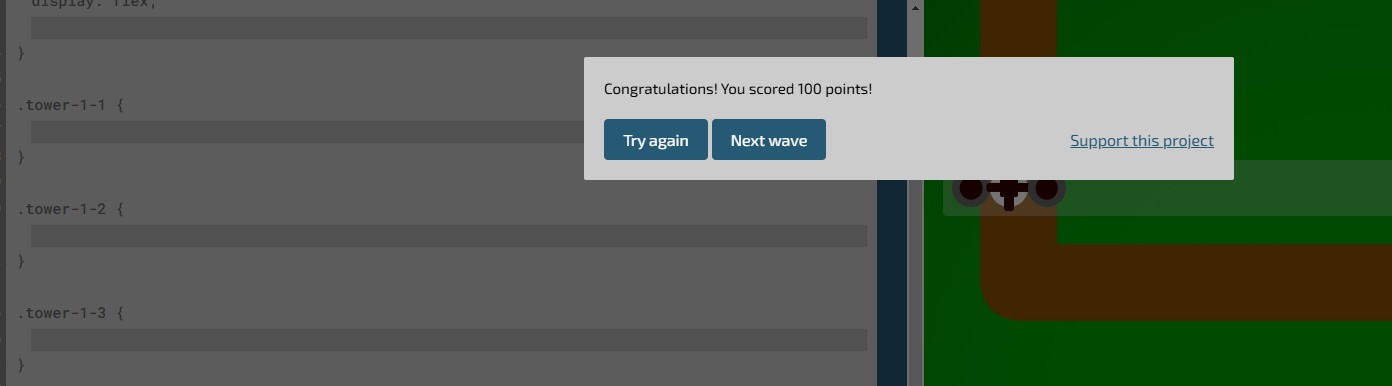 display: flex;
}
.tower-1-1 {
}
.tower-1-2 {
}
.tower-1-3 {
}
Congratulations! You scored 100 points!
Try again
Next wave
Support this project